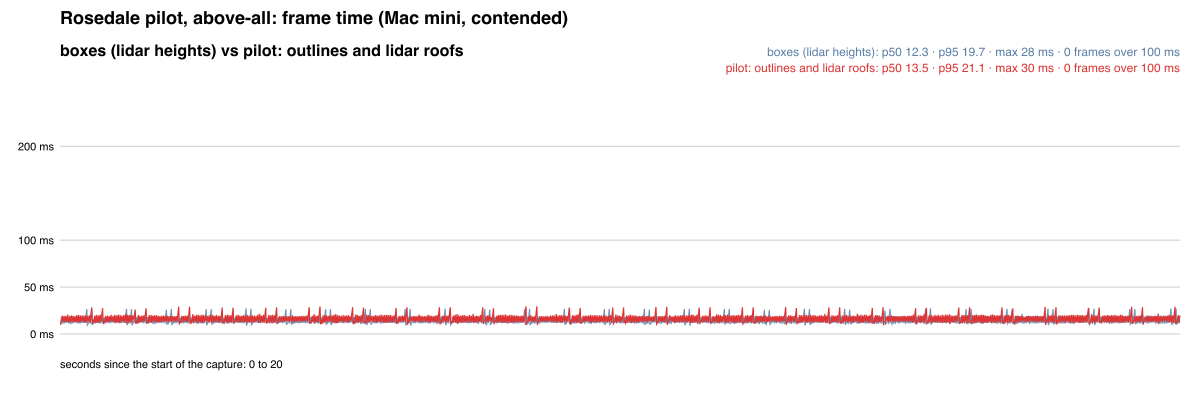 Rosedale pilot, above-all: frame time (Mac mini, contended)
boxes (lidar heights) vs pilot: outlines and lidar roofs
boxes (lidar heights): p50 12.3 · p95 19.7 · max 28 ms · 0 frames over 100 ms
pilot: outlines and lidar roofs: p50 13.5 · p95 21.1 · max 30 ms · 0 frames over 100 ms
200 ms
100 ms
50 ms
0 ms
seconds since the start of the capture: 0 to 20